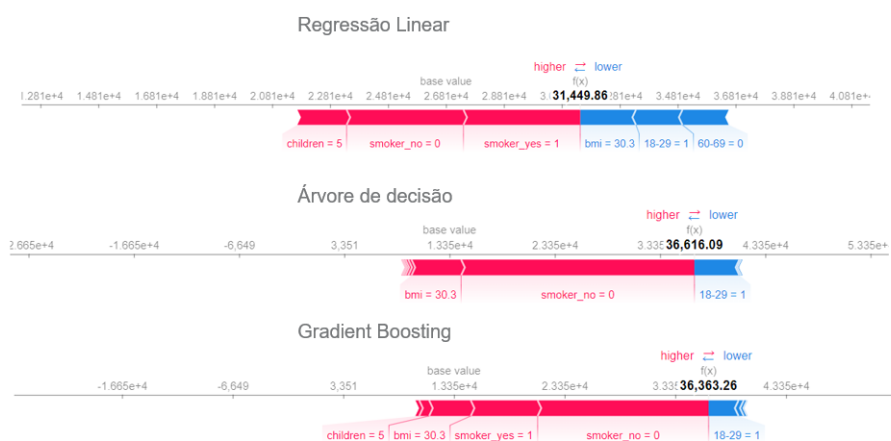 Regressão Linear
higher ⇄ lower
base value f(x)
1.281e+4 1.481e+4 1.681e+4 1.881e+4 2.081e+4 2.281e+4 2.481e+4 2.681e+4 2.881e+4 31,449.86 3.481e+4 3.681e+4 3.881e+4 4.081e+4
children = 5 smoker_no = 0 smoker_yes = 1 bmi = 30.3 18-29 = 1 60-69 = 0
Árvore de decisão
higher ⇄ lower
base value f(x)
2.665e+4 -1.665e+4 -6,649 3,351 1.335e+4 2.335e+4 36,616.09 4.335e+4 5.335e+4
bmi = 30.3 smoker_no = 0 18-29 = 1
Gradient Boosting
higher ⇄ lower
base value f(x)
-1.665e+4 -6,649 3,351 1.335e+4 2.335e+4 36,363.26 4.335e+4
children = 5 bmi = 30.3 smoker_yes = 1 smoker_no = 0 18-29 = 1